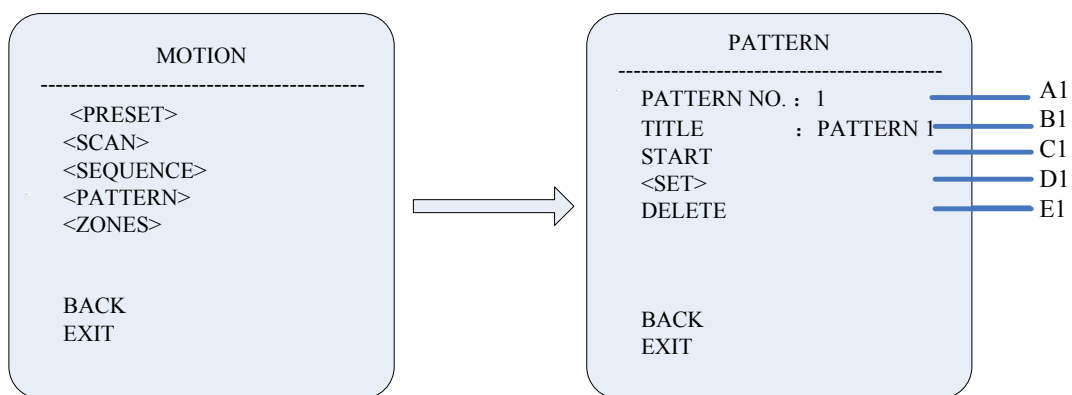 MOTION
<PRESET>
<SCAN>
<SEQUENCE>
<PATTERN>
<ZONES>
BACK
EXIT
PATTERN
PATTERN NO. : 1
TITLE : PATTERN 1
START
<SET>
DELETE
BACK
EXIT
A1
B1
C1
D1
E1